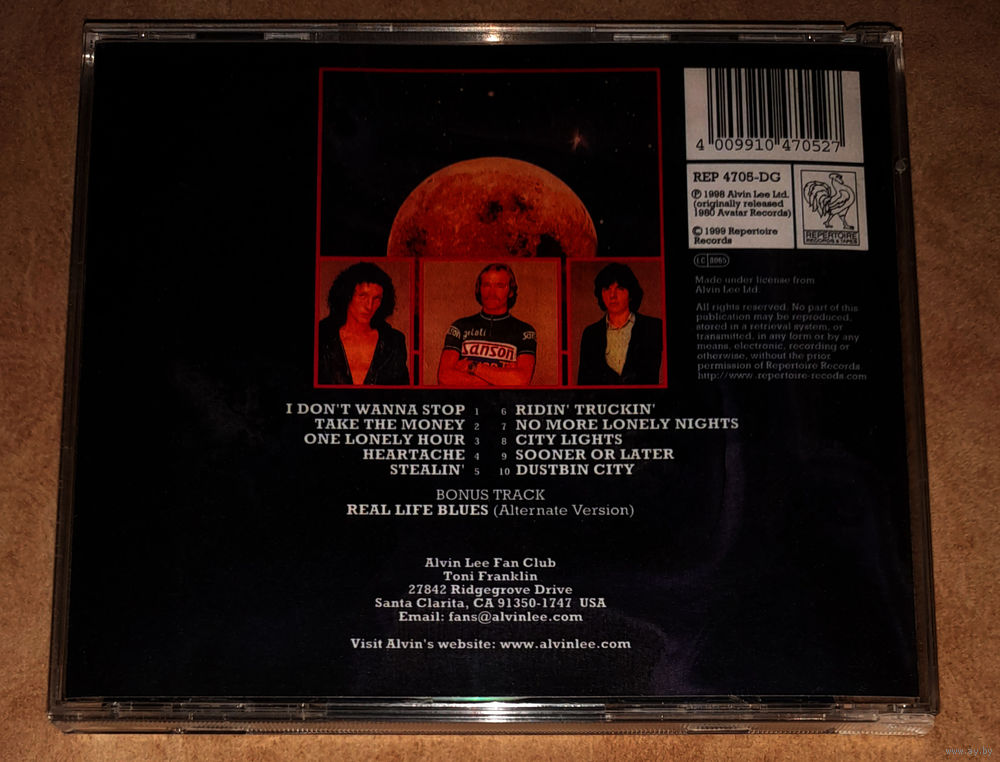 4 009910 470527
REP 4705-DG
℗ 1998 Alvin Lee Ltd.
(originally released
1980 Avatar Records)
© 1999 Repertoire
Records
REPERTOIRE
RECORDS & TAPES
LC 8065
Made under license from
Alvin Lee Ltd.
All rights reserved. No part of this
publication may be reproduced,
stored in a retrieval system, or
transmitted, in any form or by any
means, electronic, recording or
otherwise, without the prior
permission of Repertoire Records
http://www.repertoire-records.com
sanson
I DON'T WANNA STOP 1
TAKE THE MONEY 2
ONE LONELY HOUR 3
HEARTACHE 4
STEALIN' 5
6 RIDIN' TRUCKIN'
7 NO MORE LONELY NIGHTS
8 CITY LIGHTS
9 SOONER OR LATER
10 DUSTBIN CITY
BONUS TRACK
REAL LIFE BLUES (Alternate Version)
Alvin Lee Fan Club
Toni Franklin
27842 Ridgegrove Drive
Santa Clarita, CA 91350-1747 USA
Email: fans@alvinlee.com
Visit Alvin's website: www.alvinlee.com
www.ay.by